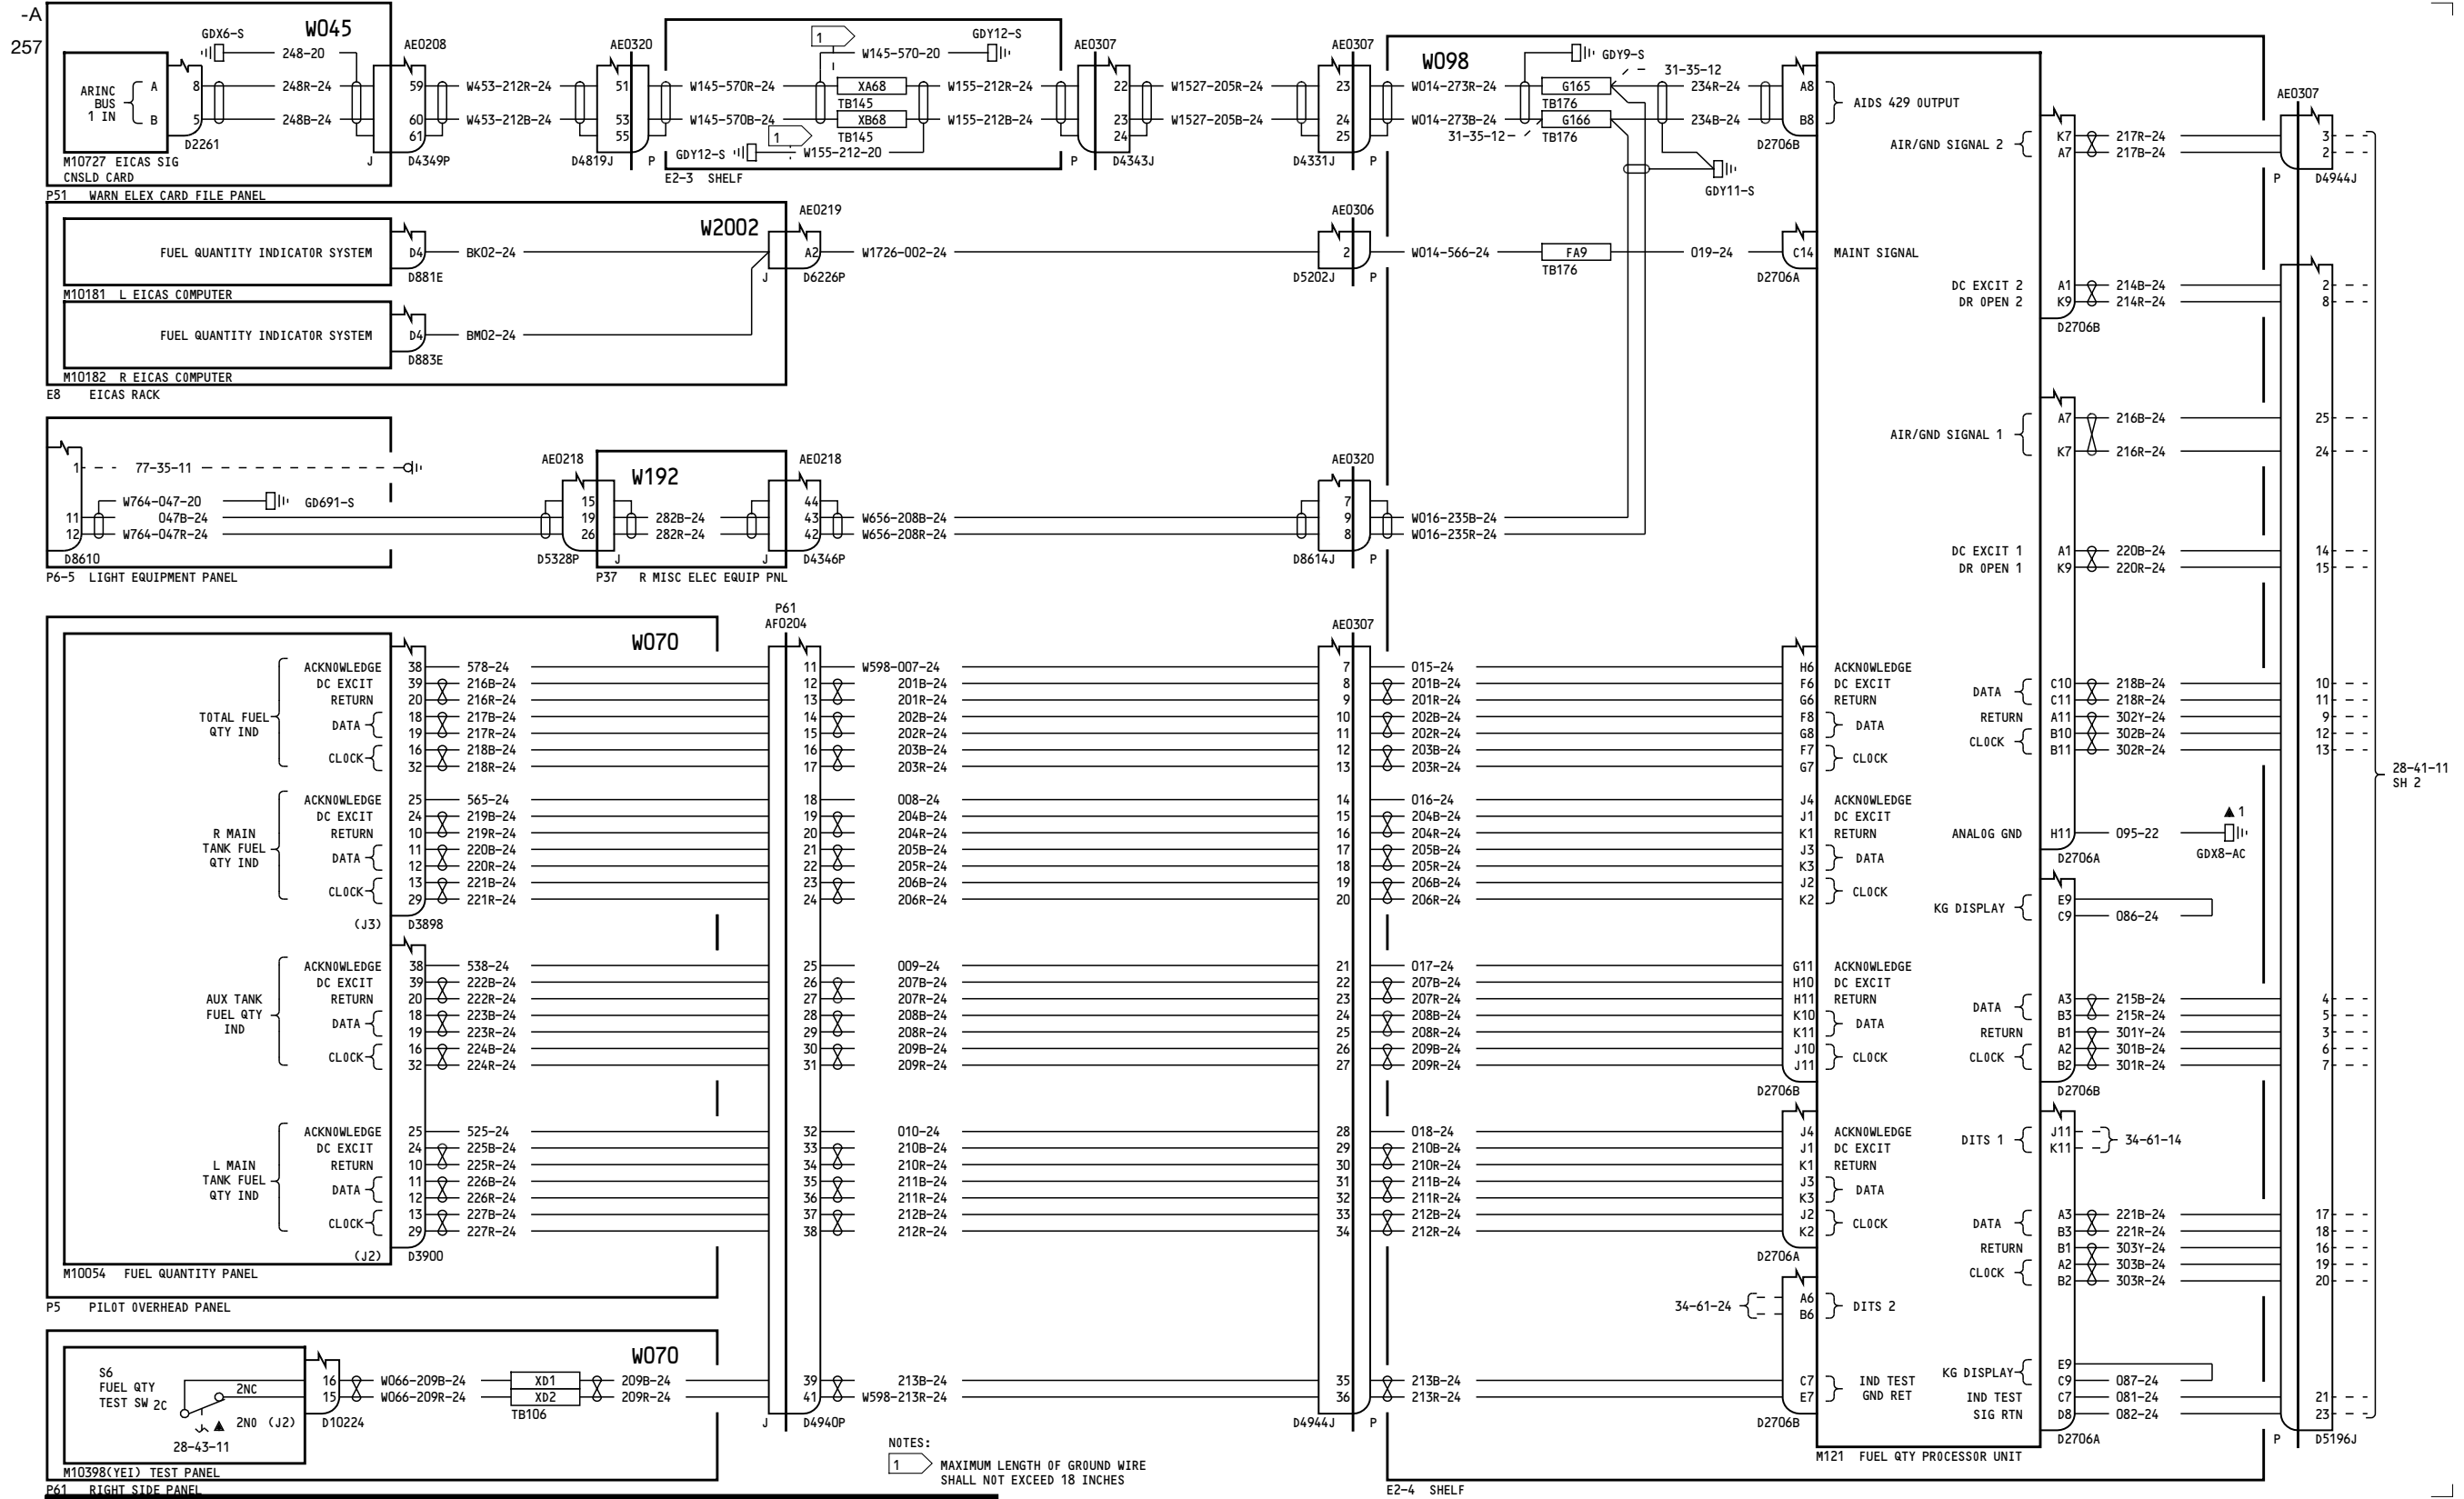 -A
257
W045
GDX6-S
248-20
AE0208
ARINC
BUS
1 IN
A
B
8
5
248R-24
248B-24
D2261
59
60
61
J
D4349P
M10727 EICAS SIG
CNSLD CARD
P51 WARN ELEX CARD FILE PANEL
W453-212R-24
W453-212B-24
AE0320
51
53
55
D4819J
P
1
W145-570-20
GDY12-S
W145-570R-24
XA68
TB145
W155-212R-24
W145-570B-24
XB68
TB145
W155-212B-24
1
GDY12-S
W155-212-20
E2-3 SHELF
AE0307
22
23
24
P
D4343J
W1527-205R-24
W1527-205B-24
AE0307
23
24
25
D4331J
P
W098
GDY9-S
31-35-12
W014-273R-24
G165
TB176
234R-24
W014-273B-24
G166
TB176
234B-24
31-35-12
GDY11-S
A8
B8
D2706B
AIDS 429 OUTPUT
AIR/GND SIGNAL 2
K7
A7
217R-24
217B-24
AE0307
3
2
P
D4944J
W2002
FUEL QUANTITY INDICATOR SYSTEM
D4
BK02-24
D881E
M10181 L EICAS COMPUTER
FUEL QUANTITY INDICATOR SYSTEM
D4
BM02-24
D883E
M10182 R EICAS COMPUTER
E8 EICAS RACK
AE0219
A2
J
D6226P
W1726-002-24
AE0306
2
D5202J
P
W014-566-24
FA9
TB176
019-24
C14
D2706A
MAINT SIGNAL
DC EXCIT 2
DR OPEN 2
A1
K9
214B-24
214R-24
2
8
D2706B
AIR/GND SIGNAL 1
A7
K7
216B-24
216R-24
25
24
1
77-35-11
W764-047-20
GD691-S
11
047B-24
12
W764-047R-24
D8610
P6-5 LIGHT EQUIPMENT PANEL
AE0218
15
19
26
D5328P
J
W192
282B-24
282R-24
P37 R MISC ELEC EQUIP PNL
AE0218
44
43
42
J
D4346P
W656-208B-24
W656-208R-24
AE0320
7
9
8
D8614J
P
W016-235B-24
W016-235R-24
DC EXCIT 1
DR OPEN 1
A1
K9
220B-24
220R-24
14
15
W070
P61
AF0204
AE0307
TOTAL FUEL
QTY IND
ACKNOWLEDGE 38 578-24 11 W598-007-24 7 015-24 H6 ACKNOWLEDGE
DC EXCIT 39 216B-24 12 201B-24 8 201B-24 F6 DC EXCIT
RETURN 20 216R-24 13 201R-24 9 201R-24 G6 RETURN
DATA 18 217B-24 14 202B-24 10 202B-24 F8 DATA
19 217R-24 15 202R-24 11 202R-24 G8
CLOCK 16 218B-24 16 203B-24 12 203B-24 F7 CLOCK
32 218R-24 17 203R-24 13 203R-24 G7
R MAIN
TANK FUEL
QTY IND
ACKNOWLEDGE 25 565-24 18 008-24 14 016-24 J4 ACKNOWLEDGE
DC EXCIT 24 219B-24 19 204B-24 15 204B-24 J1 DC EXCIT
RETURN 10 219R-24 20 204R-24 16 204R-24 K1 RETURN
DATA 11 220B-24 21 205B-24 17 205B-24 J3 DATA
12 220R-24 22 205R-24 18 205R-24 K3
CLOCK 13 221B-24 23 206B-24 19 206B-24 J2 CLOCK
29 221R-24 24 206R-24 20 206R-24 K2
(J3) D3898
AUX TANK
FUEL QTY
IND
ACKNOWLEDGE 38 538-24 25 009-24 21 017-24 G11 ACKNOWLEDGE
DC EXCIT 39 222B-24 26 207B-24 22 207B-24 H10 DC EXCIT
RETURN 20 222R-24 27 207R-24 23 207R-24 H11 RETURN
DATA 18 223B-24 28 208B-24 24 208B-24 K10 DATA
19 223R-24 29 208R-24 25 208R-24 K11
CLOCK 16 224B-24 30 209B-24 26 209B-24 J10 CLOCK
32 224R-24 31 209R-24 27 209R-24 J11
D2706B
L MAIN
TANK FUEL
QTY IND
ACKNOWLEDGE 25 525-24 32 010-24 28 018-24 J4 ACKNOWLEDGE
DC EXCIT 24 225B-24 33 210B-24 29 210B-24 J1 DC EXCIT
RETURN 10 225R-24 34 210R-24 30 210R-24 K1 RETURN
DATA 11 226B-24 35 211B-24 31 211B-24 J3 DATA
12 226R-24 36 211R-24 32 211R-24 K3
CLOCK 13 227B-24 37 212B-24 33 212B-24 J2 CLOCK
29 227R-24 38 212R-24 34 212R-24 K2
(J2) D3900
D2706A
M10054 FUEL QUANTITY PANEL
P5 PILOT OVERHEAD PANEL
34-61-24
A6
B6
DITS 2
DATA
C10 218B-24 10
C11 218R-24 11
RETURN A11 302Y-24 9
CLOCK
B10 302B-24 12
B11 302R-24 13
28-41-11
SH 2
ANALOG GND H11 095-22
1
GDX8-AC
D2706A
KG DISPLAY
E9
C9 086-24
DATA
A3 215B-24 4
B3 215R-24 5
RETURN B1 301Y-24 3
CLOCK
A2 301B-24 6
B2 301R-24 7
D2706B
DITS 1
J11
K11
34-61-14
DATA
A3 221B-24 17
B3 221R-24 18
RETURN B1 303Y-24 16
CLOCK
A2 303B-24 19
B2 303R-24 20
KG DISPLAY
E9
C9 087-24
IND TEST C7 081-24 21
SIG RTN D8 082-24 23
D2706A
P
D5196J
W070
S6
FUEL QTY
TEST SW
2C
2NC
2NO (J2)
28-43-11
16
15
D10224
W066-209B-24
W066-209R-24
XD1
XD2
TB106
209B-24
209R-24
39
41
J
D4940P
213B-24
W598-213R-24
35
36
D4944J
P
213B-24
213R-24
C7
E7
IND TEST
GND RET
D2706B
M10398(YEI) TEST PANEL
P61 RIGHT SIDE PANEL
NOTES:
1
MAXIMUM LENGTH OF GROUND WIRE
SHALL NOT EXCEED 18 INCHES
M121 FUEL QTY PROCESSOR UNIT
E2-4 SHELF